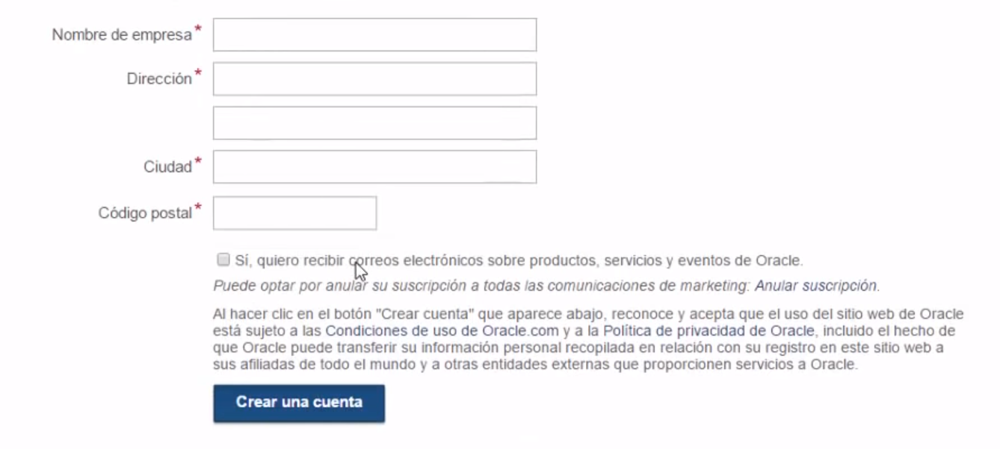 Nombre de empresa*
Dirección*
Ciudad*
Código postal*
Sí, quiero recibir correos electrónicos sobre productos, servicios y eventos de Oracle.
Puede optar por anular su suscripción a todas las comunicaciones de marketing: Anular suscripción.
Al hacer clic en el botón "Crear cuenta" que aparece abajo, reconoce y acepta que el uso del sitio web de Oracle
está sujeto a las Condiciones de uso de Oracle.com y a la Política de privacidad de Oracle, incluido el hecho de
que Oracle puede transferir su información personal recopilada en relación con su registro en este sitio web a
sus afiliadas de todo el mundo y a otras entidades externas que proporcionen servicios a Oracle.
Crear una cuenta